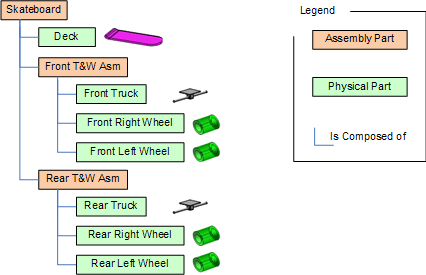 Skateboard
Deck
Front T&W Asm
Front Truck
Front Right Wheel
Front Left Wheel
Rear T&W Asm
Rear Truck
Rear Right Wheel
Rear Left Wheel
Legend
Assembly Part
Physical Part
Is Composed of